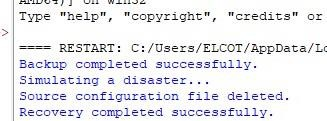 AMD64)] on win32
Type "help", "copyright", "credits" or
>
==== RESTART: C:/Users/ELCOT/AppData/Lo
Backup completed successfully.
Simulating a disaster...
Source configuration file deleted.
Recovery completed successfully.